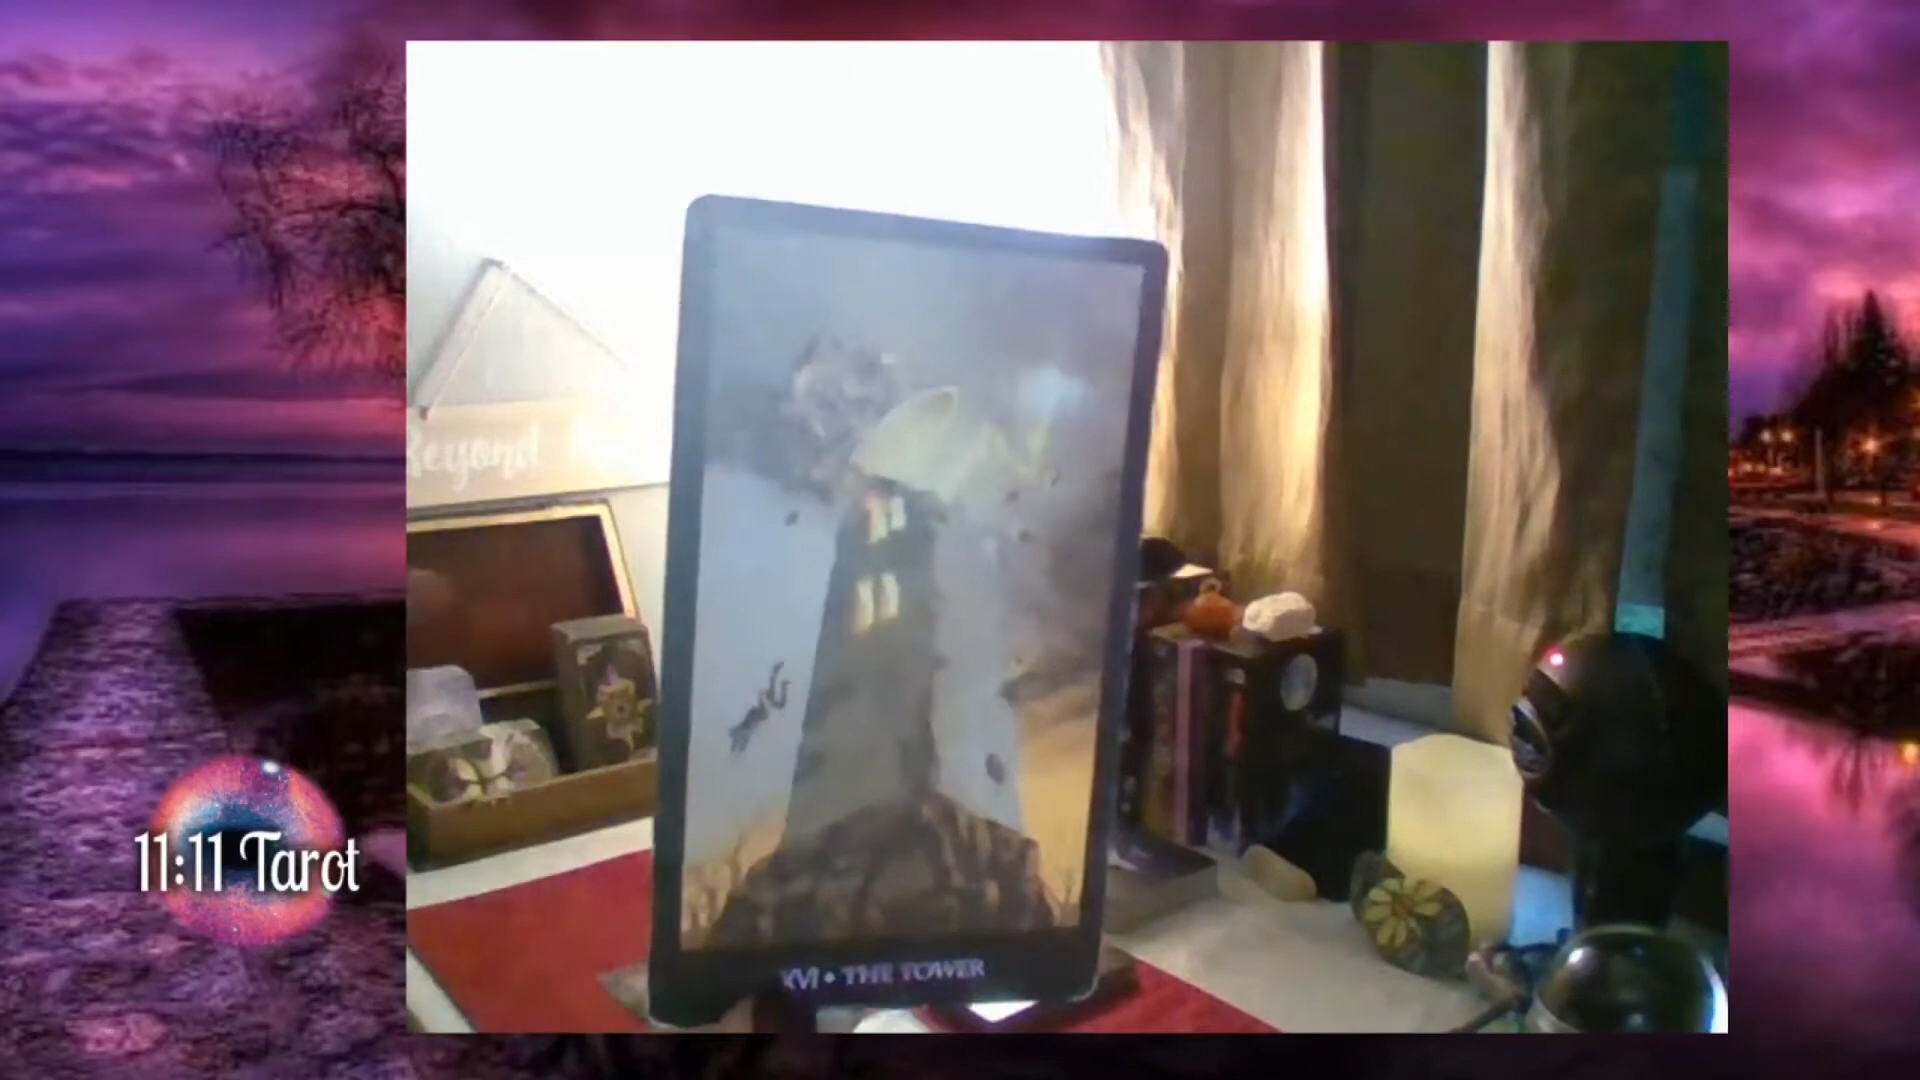 Beyond
XVI • THE TOWER
11:11 Tarot